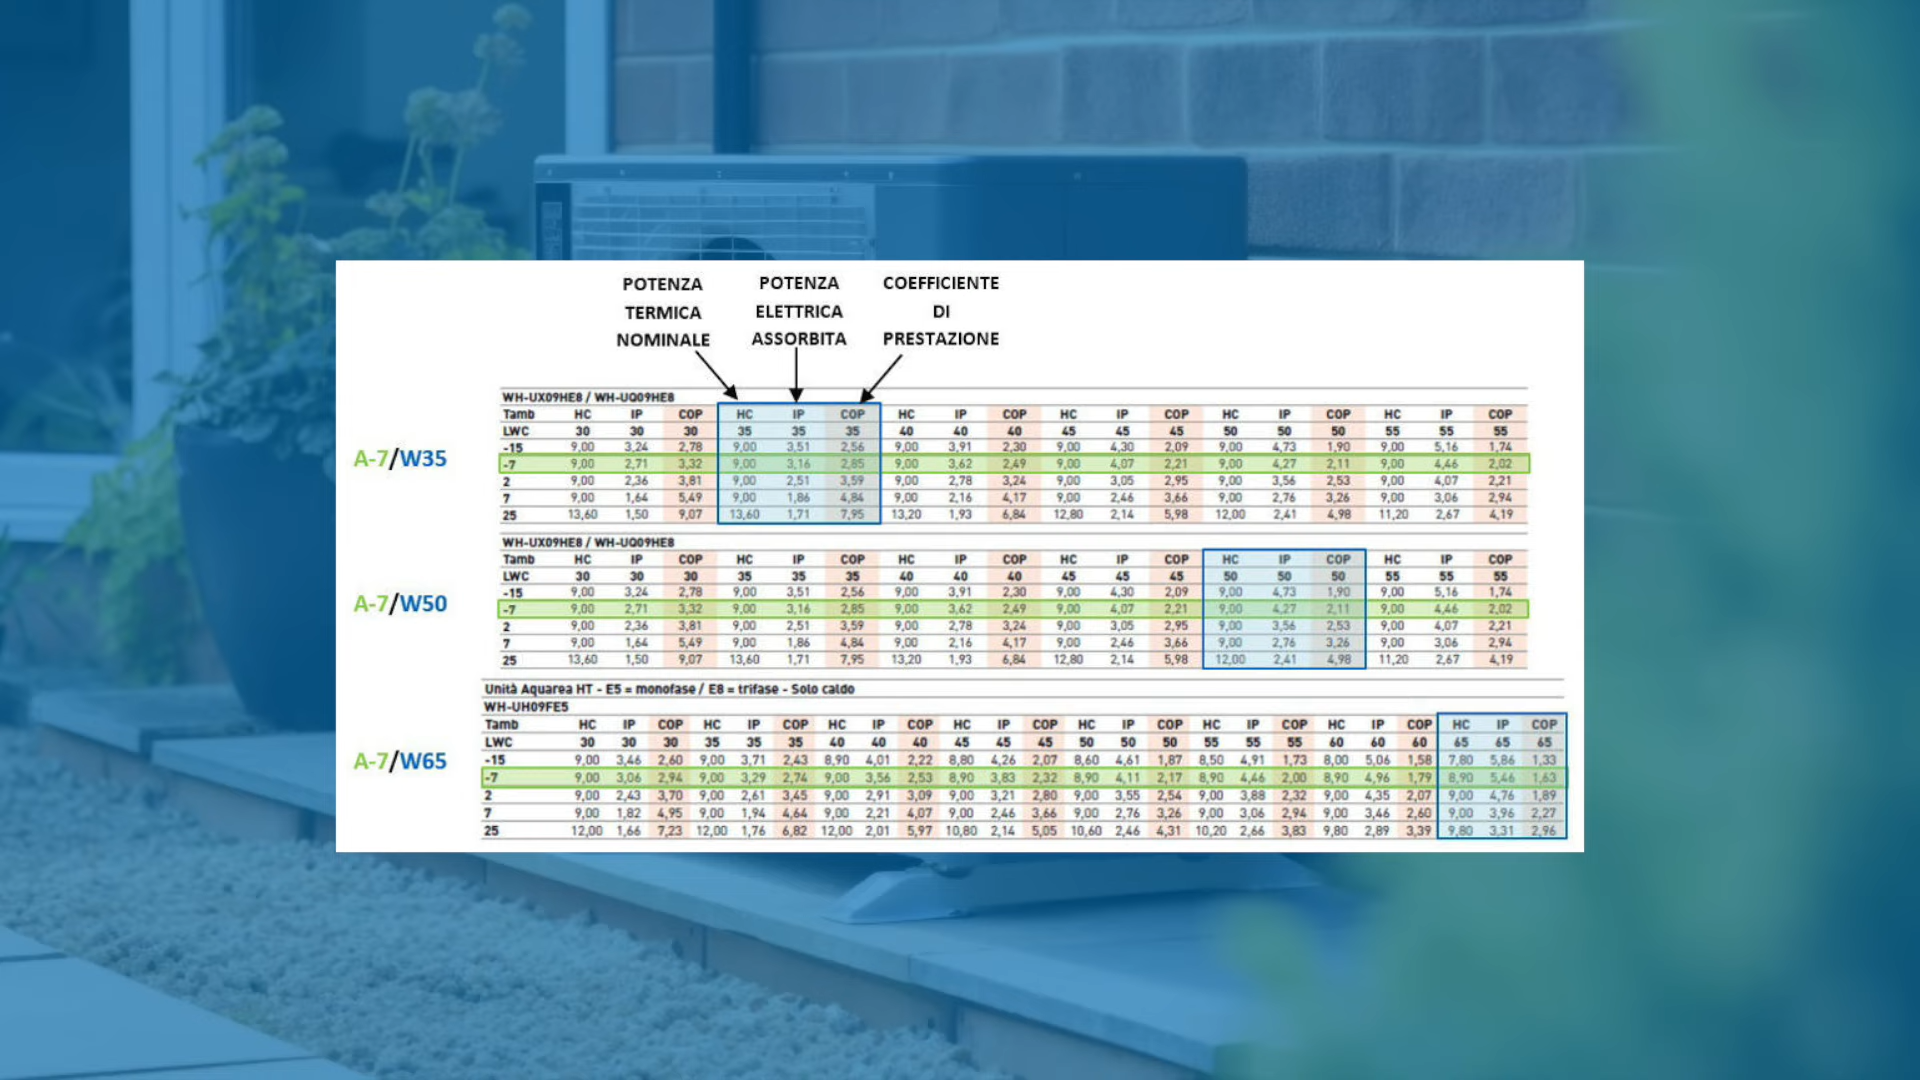 POTENZA TERMICA NOMINALE
POTENZA ELETTRICA ASSORBITA
COEFFICIENTE DI PRESTAZIONE
A-7/W35
WH-UX09HE8 / WH-UQ09HE8
Tamb HC IP COP HC IP COP HC IP COP HC IP COP HC IP COP HC IP COP
LWC 30 30 30 35 35 35 40 40 40 45 45 45 50 50 50 55 55 55
-15 9,00 3,24 2,78 9,00 3,51 2,56 9,00 3,91 2,30 9,00 4,30 2,09 9,00 4,73 1,90 9,00 5,16 1,74
-7 9,00 2,71 3,32 9,00 3,16 2,85 9,00 3,62 2,49 9,00 4,07 2,21 9,00 4,27 2,11 9,00 4,46 2,02
2 9,00 2,36 3,81 9,00 2,51 3,59 9,00 2,78 3,24 9,00 3,05 2,95 9,00 3,56 2,53 9,00 4,07 2,21
7 9,00 1,64 5,49 9,00 1,86 4,84 9,00 2,16 4,17 9,00 2,46 3,66 9,00 2,76 3,26 9,00 3,06 2,94
25 13,60 1,50 9,07 13,60 1,71 7,95 13,20 1,93 6,84 12,80 2,14 5,98 12,00 2,41 4,98 11,20 2,67 4,19
A-7/W50
WH-UX09HE8 / WH-UQ09HE8
Tamb HC IP COP HC IP COP HC IP COP HC IP COP HC IP COP HC IP COP
LWC 30 30 30 35 35 35 40 40 40 45 45 45 50 50 50 55 55 55
-15 9,00 3,24 2,78 9,00 3,51 2,56 9,00 3,91 2,30 9,00 4,30 2,09 9,00 4,73 1,90 9,00 5,16 1,74
-7 9,00 2,71 3,32 9,00 3,16 2,85 9,00 3,62 2,49 9,00 4,07 2,21 9,00 4,27 2,11 9,00 4,46 2,02
2 9,00 2,36 3,81 9,00 2,51 3,59 9,00 2,78 3,24 9,00 3,05 2,95 9,00 3,56 2,53 9,00 4,07 2,21
7 9,00 1,64 5,49 9,00 1,86 4,84 9,00 2,16 4,17 9,00 2,46 3,66 9,00 2,76 3,26 9,00 3,06 2,94
25 13,60 1,50 9,07 13,60 1,71 7,95 13,20 1,93 6,84 12,80 2,14 5,98 12,00 2,41 4,98 11,20 2,67 4,19
Unità Aquarea HT - E5 = monofase / E8 = trifase - Solo caldo
A-7/W65
WH-UH09FE5
Tamb HC IP COP HC IP COP HC IP COP HC IP COP HC IP COP HC IP COP HC IP COP HC IP COP
LWC 30 30 30 35 35 35 40 40 40 45 45 45 50 50 50 55 55 55 60 60 60 65 65 65
-15 9,00 3,46 2,60 9,00 3,71 2,43 8,90 4,01 2,22 8,80 4,26 2,07 8,60 4,61 1,87 8,50 4,91 1,73 8,00 5,06 1,58 7,80 5,86 1,33
-7 9,00 3,06 2,94 9,00 3,29 2,74 9,00 3,56 2,53 8,90 3,83 2,32 8,90 4,11 2,17 8,90 4,46 2,00 8,90 4,96 1,79 8,90 5,46 1,63
2 9,00 2,43 3,70 9,00 2,61 3,45 9,00 2,91 3,09 9,00 3,21 2,80 9,00 3,55 2,54 9,00 3,88 2,32 9,00 4,35 2,07 9,00 4,76 1,89
7 9,00 1,82 4,95 9,00 1,94 4,64 9,00 2,21 4,07 9,00 2,46 3,66 9,00 2,76 3,26 9,00 3,06 2,94 9,00 3,46 2,60 9,00 3,96 2,27
25 12,00 1,66 7,23 12,00 1,76 6,82 12,00 2,01 5,97 10,80 2,14 5,05 10,60 2,46 4,31 10,20 2,66 3,83 9,80 2,89 3,39 9,80 3,31 2,96